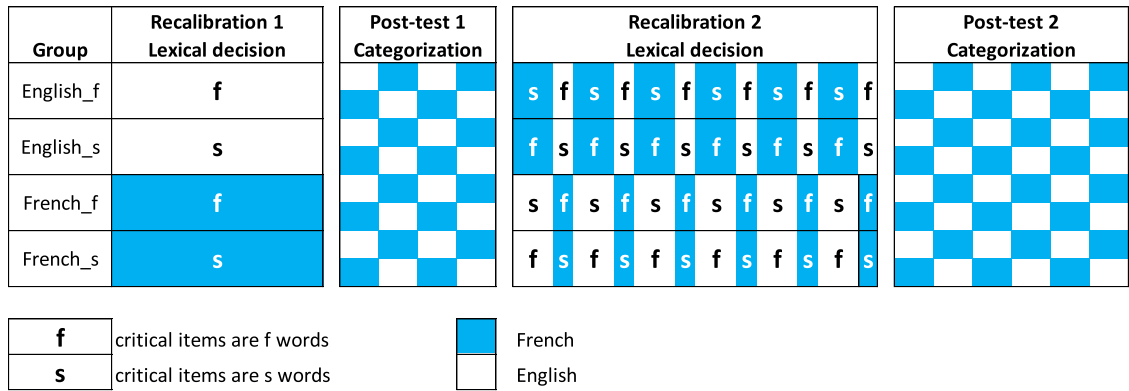 Group Recalibration 1 Lexical decision Post-test 1 Categorization Recalibration 2 Lexical decision Post-test 2 Categorization
English_f f s f s f s f s f s f s f
English_s s f s f s f s f s f s f s
French_f f s f s f s f s f s f s f
French_s s f s f s f s f s f s f s
f critical items are f words French
s critical items are s words English